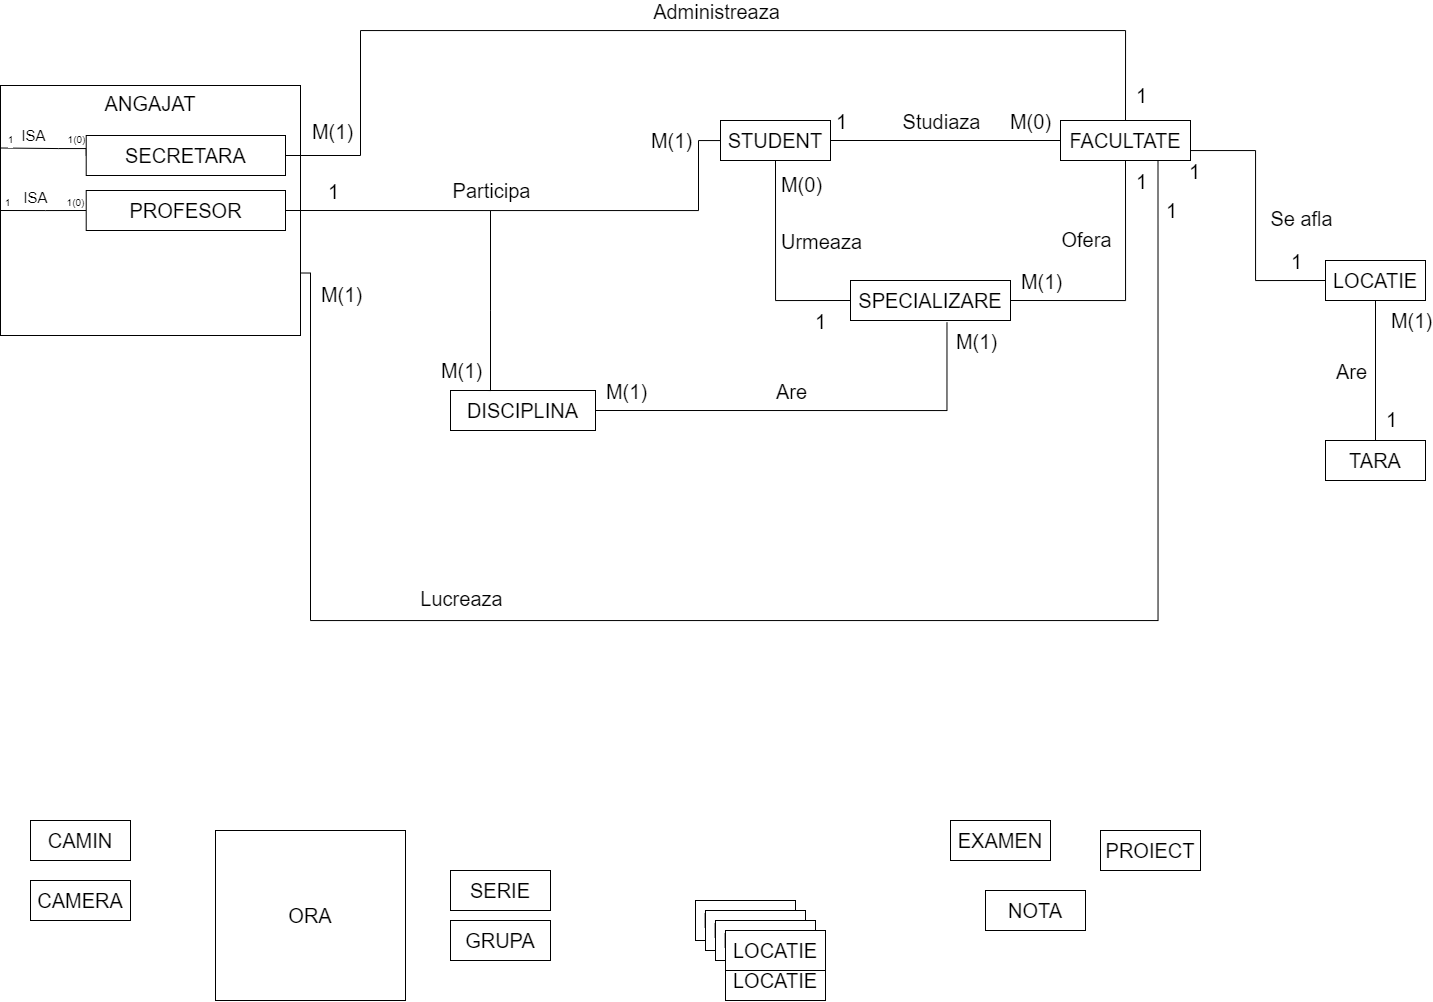 Administreaza
ANGAJAT
1
1 ISA 1(0)
SECRETARA
M(1)
M(1)
STUDENT
1
Studiaza
M(0)
FACULTATE
1 ISA 1(0)
PROFESOR
1
Participa
M(0)
1
1
1
Se afla
Urmeaza
Ofera
1
LOCATIE
M(1)
SPECIALIZARE
M(1)
1
M(1)
M(1)
M(1)
DISCIPLINA
M(1)
Are
Are
1
TARA
Lucreaza
CAMIN
EXAMEN
PROIECT
CAMERA
ORA
SERIE
NOTA
GRUPA
LOCATIE
LOCATIE